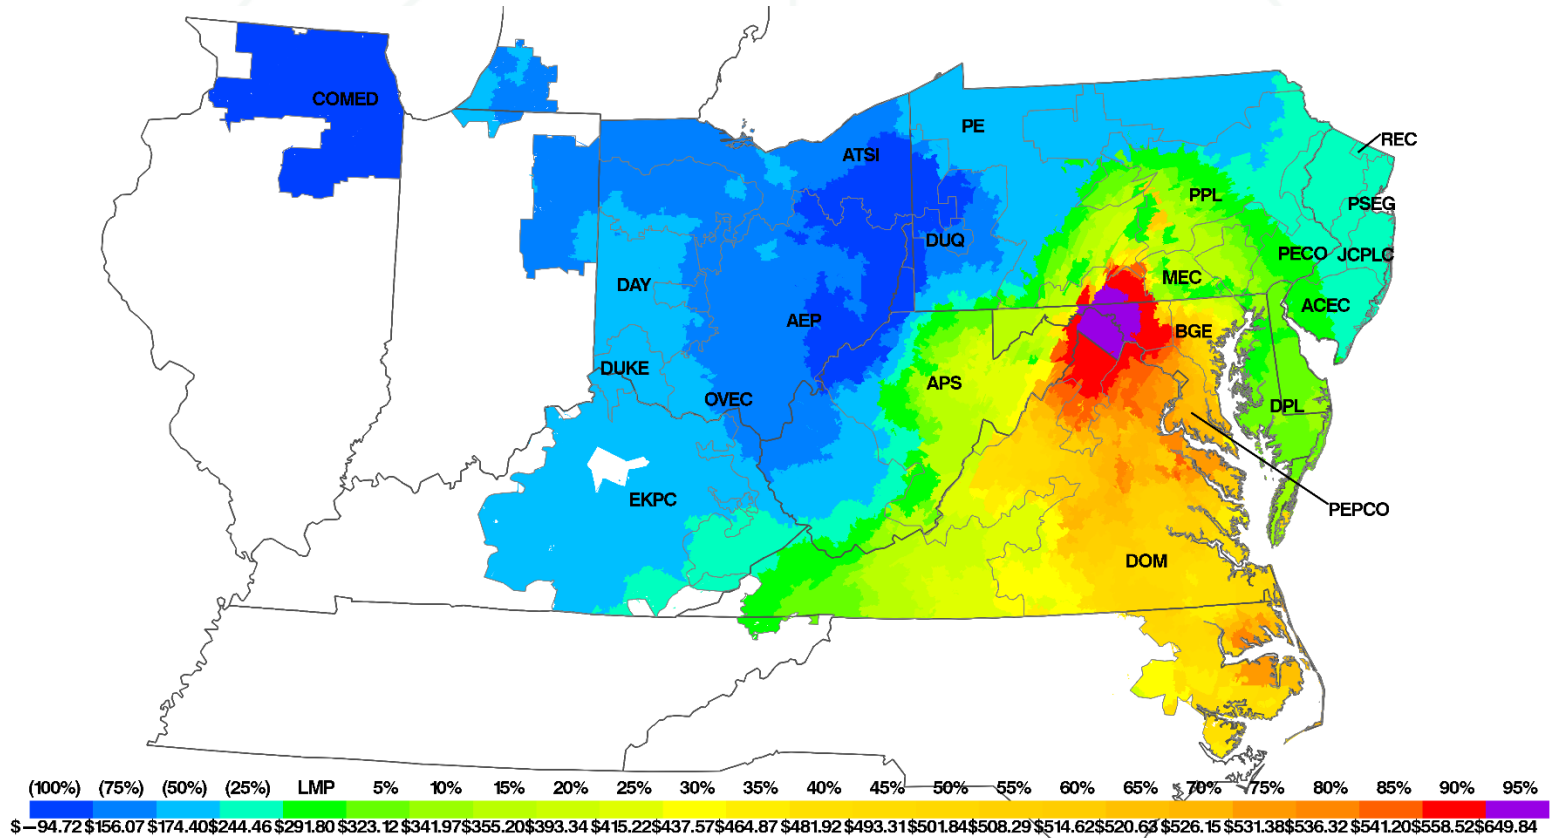 COMED
PE
ATSI
REC
PPL
PSEG
DUQ
PECO
JCPLC
MEC
DAY
ACEC
AEP
BGE
DUKE
APS
OVEC
DPL
EKPC
PEPCO
DOM
(100%) (75%) (50%) (25%) LMP 5% 10% 15% 20% 25% 30% 35% 40% 45% 50% 55% 60% 65% 70% 75% 80% 85% 90% 95%
$−94.72 $156.07 $174.40 $244.46 $291.80 $323.12 $341.97 $355.20 $393.34 $415.22 $437.57 $464.87 $481.92 $493.31 $501.84 $508.29 $514.62 $520.63 $526.15 $531.38 $536.32 $541.20 $558.52 $649.84